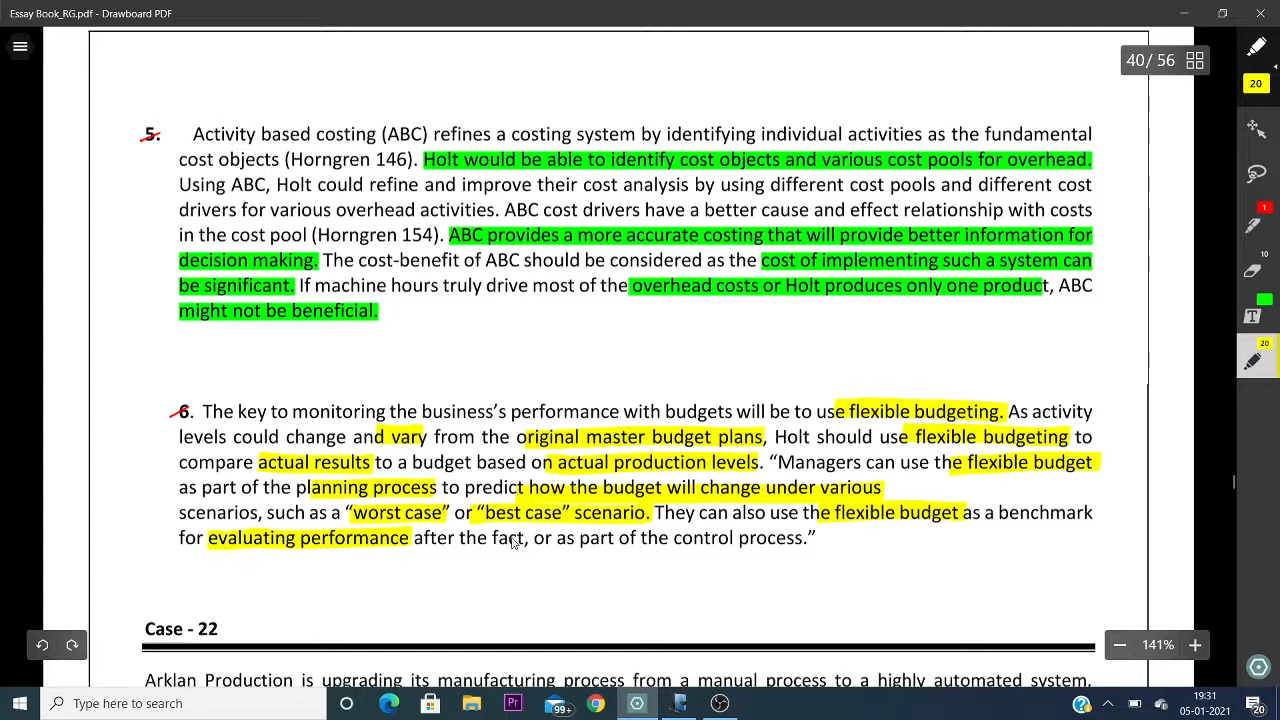 Essay Book_RG.pdf - Drawboard PDF
40/ 56
20
5. Activity based costing (ABC) refines a costing system by identifying individual activities as the fundamental
cost objects (Horngren 146). Holt would be able to identify cost objects and various cost pools for overhead.
Using ABC, Holt could refine and improve their cost analysis by using different cost pools and different cost
drivers for various overhead activities. ABC cost drivers have a better cause and effect relationship with costs
in the cost pool (Horngren 154). ABC provides a more accurate costing that will provide better information for
decision making. The cost-benefit of ABC should be considered as the cost of implementing such a system can
be significant. If machine hours truly drive most of the overhead costs or Holt produces only one product, ABC
might not be beneficial.
1
10
T
20
6. The key to monitoring the business's performance with budgets will be to use flexible budgeting. As activity
levels could change and vary from the original master budget plans, Holt should use flexible budgeting to
compare actual results to a budget based on actual production levels. “Managers can use the flexible budget
as part of the planning process to predict how the budget will change under various
scenarios, such as a “worst case” or “best case” scenario. They can also use the flexible budget as a benchmark
for evaluating performance after the fact, or as part of the control process.”
Case - 22
141%
Arklan Production is upgrading its manufacturing process from a manual process to a highly automated system.
Type here to search
Pr
99+
19:31
05-01-2021
20